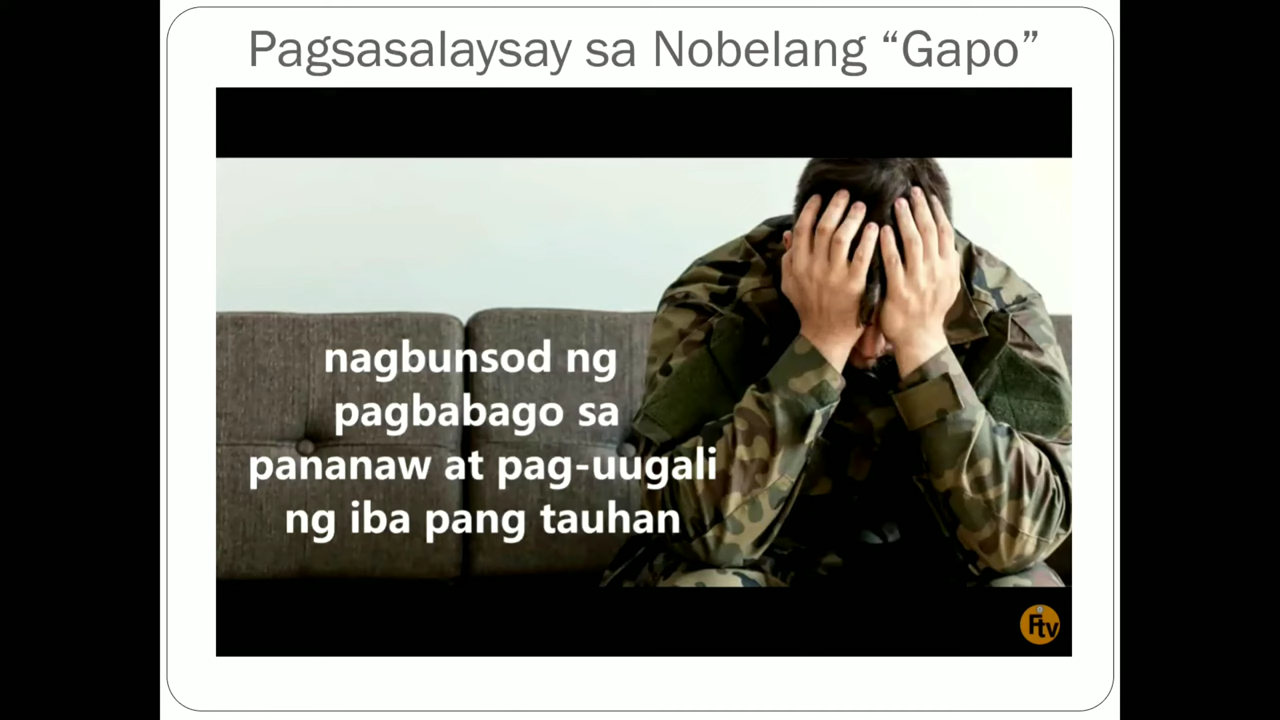 Pagsasalaysay sa Nobelang “Gapo”
nagbunsod ng
pagbabago sa
pananaw at pag-uugali
ng iba pang tauhan
Ftv